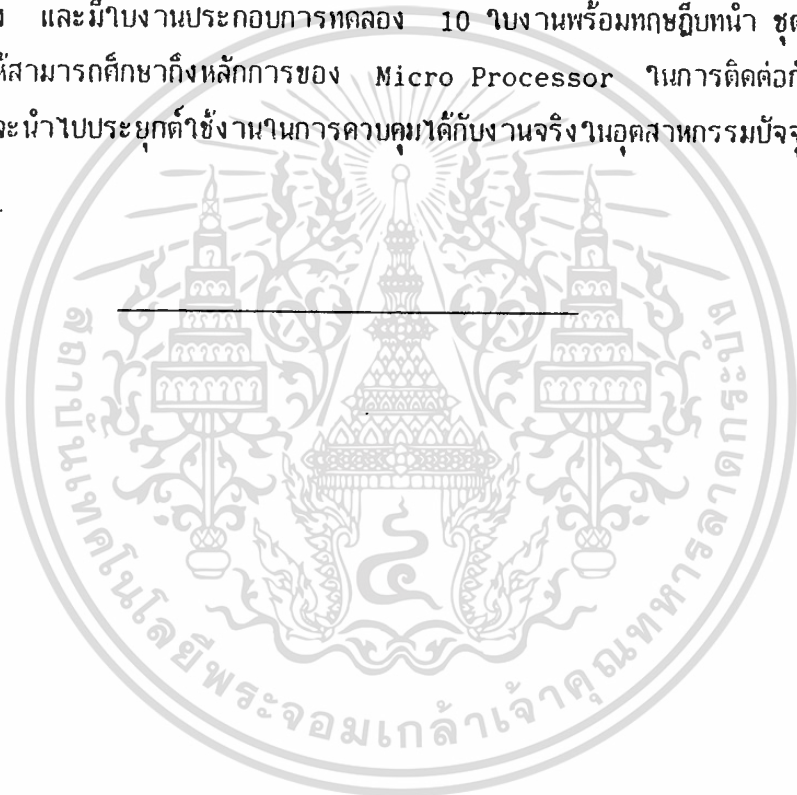 และมีใบงานประกอบการทดลอง 10 ใบงานพร้อมทฤษฎีบทนำ
ให้สามารถศึกษาถึงหลักการของ Micro Processor ในการติดต่อ
จะนำไปประยุกต์ใช้งานในการควบคุมได้กับงานจริงในอุตสาหกรรม
สถาบันเทคโนโลยีพระจอมเกล้าเจ้าคุณทหารลาดกระบัง